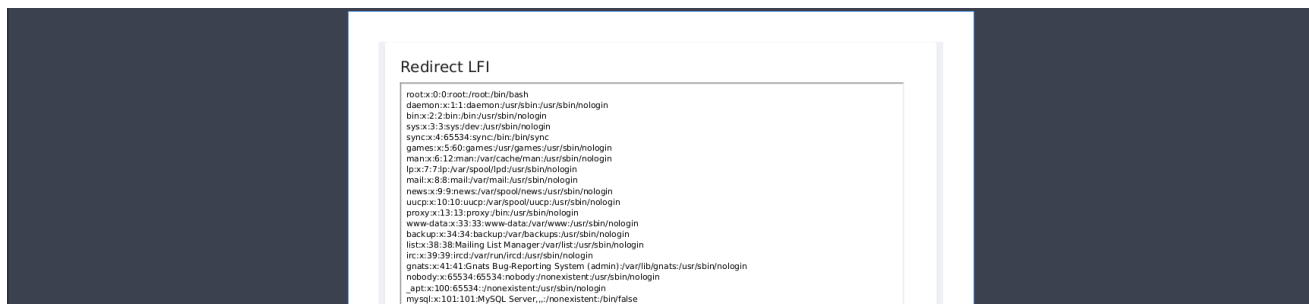 Redirect LFI
root:x:0:0:root:/root:/bin/bash
daemon:x:1:1:daemon:/usr/sbin:/usr/sbin/nologin
bin:x:2:2:bin:/bin:/usr/sbin/nologin
sys:x:3:3:sys:/dev:/usr/sbin/nologin
sync:x:4:65534:sync:/bin:/bin/sync
games:x:5:60:games:/usr/games:/usr/sbin/nologin
man:x:6:12:man:/var/cache/man:/usr/sbin/nologin
lp:x:7:7:lp:/var/spool/lpd:/usr/sbin/nologin
mail:x:8:8:mail:/var/mail:/usr/sbin/nologin
news:x:9:9:news:/var/spool/news:/usr/sbin/nologin
uucp:x:10:10:uucp:/var/spool/uucp:/usr/sbin/nologin
proxy:x:13:13:proxy:/bin:/usr/sbin/nologin
www-data:x:33:33:www-data:/var/www:/usr/sbin/nologin
backup:x:34:34:backup:/var/backups:/usr/sbin/nologin
list:x:38:38:Mailing List Manager:/var/list:/usr/sbin/nologin
irc:x:39:39:ircd:/var/run/ircd:/usr/sbin/nologin
gnats:x:41:41:Gnats Bug-Reporting System (admin):/var/lib/gnats:/usr/sbin/nologin
nobody:x:65534:65534:nobody:/nonexistent:/usr/sbin/nologin
_apt:x:100:65534::/nonexistent:/usr/sbin/nologin
mysql:x:101:101:MySQL Server,,,:/nonexistent:/bin/false